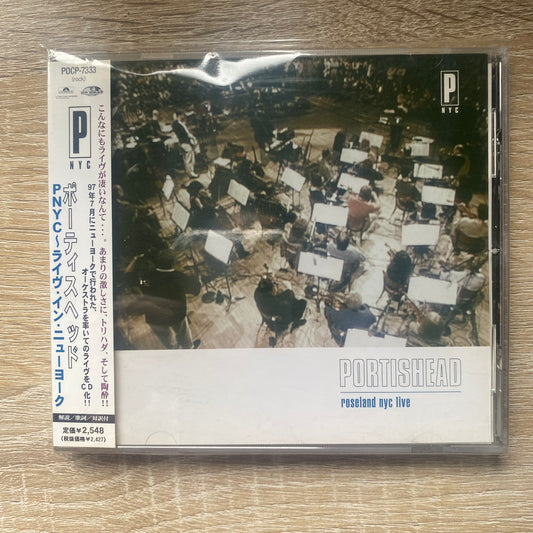 POCP-7333
(rock)
P
NYC
ポーティスヘッド
PNYC~ライヴ・イン・ニューヨーク
こんなにもライヴが凄いなんて・・・。あまりの激しさに、トリハダ、そして陶酔!!
97年7月にニューヨークで行われた、
オーケストラを率いてのライヴをCD化!!
解説/歌詞/対訳付
定価¥2,548
(税抜価格¥2,427)
P
NYC
PORTISHEAD
roseland nyc live